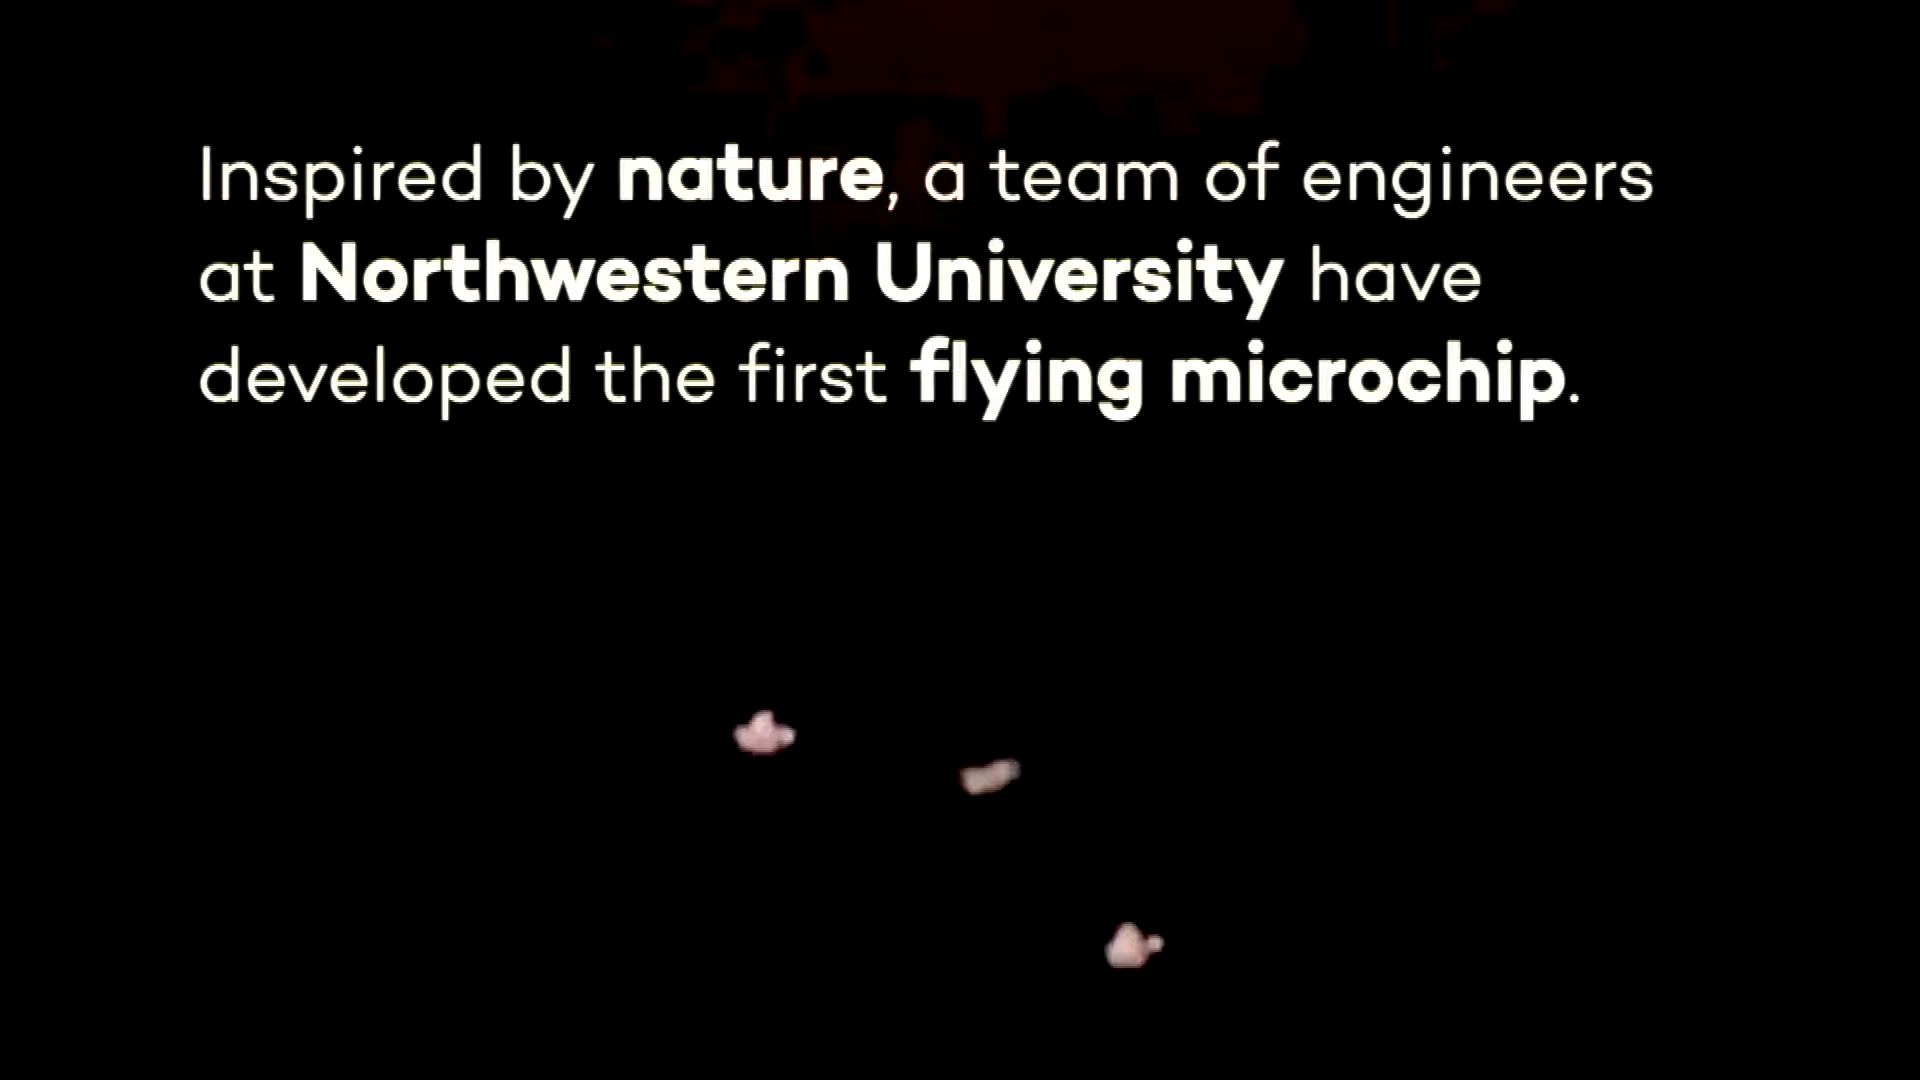 Inspired by nature, a team of engineers
at Northwestern University have
developed the first flying microchip.